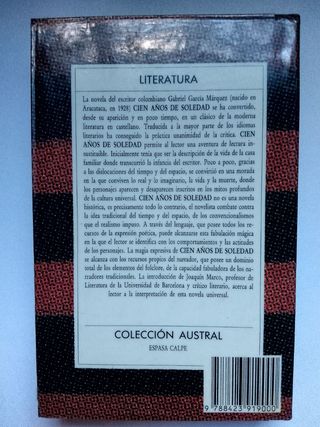 LITERATURA
La novela del escritor colombiano Gabriel García Márquez (nacido en
Aracataca, en 1928) CIEN AÑOS DE SOLEDAD se ha convertido,
desde su aparición y en poco tiempo, en un clásico de la moderna
literatura en castellano. Traducida a la mayor parte de los idiomas
literarios ha conseguido la práctica unanimidad de la crítica. CIEN
AÑOS DE SOLEDAD permite al lector una aventura de lectura in-
sustituible. Inicialmente tenía que ser la descripción de la vida de la casa
familiar donde transcurrió la infancia del escritor. Poco a poco, gracias
a las dislocaciones del tiempo y del espacio, se convirtió en una morada
en la que conviven lo real y lo imaginario, la vida y la muerte, donde
los personajes aparecen y desaparecen inscritos en los mitos profundos
de la cultura universal. CIEN AÑOS DE SOLEDAD no es una novela
histórica, es precisamente todo lo contrario, el novelista combate contra
la idea tradicional del tiempo y del espacio, de los convencionalismos
que el realismo impuso. A través del lenguaje, que posee todos los re-
cursos de la expresión poética, puede alcanzarse esta fabulación mágica
en la que el lector se identifica con los comportamientos y las actitudes
de los personajes. La magia expresiva de CIEN AÑOS DE SOLEDAD
se alcanza con los recursos propios del narrador, que posee un dominio
total de los elementos del folclore, de la capacidad fabuladora de los na-
rradores tradicionales. La introducción de Joaquín Marco, profesor de
Literatura de la Universidad de Barcelona y crítico literario, acerca al
lector a la interpretación de esta novela universal.
COLECCIÓN AUSTRAL
ESPASA CALPE
9 788423 919000